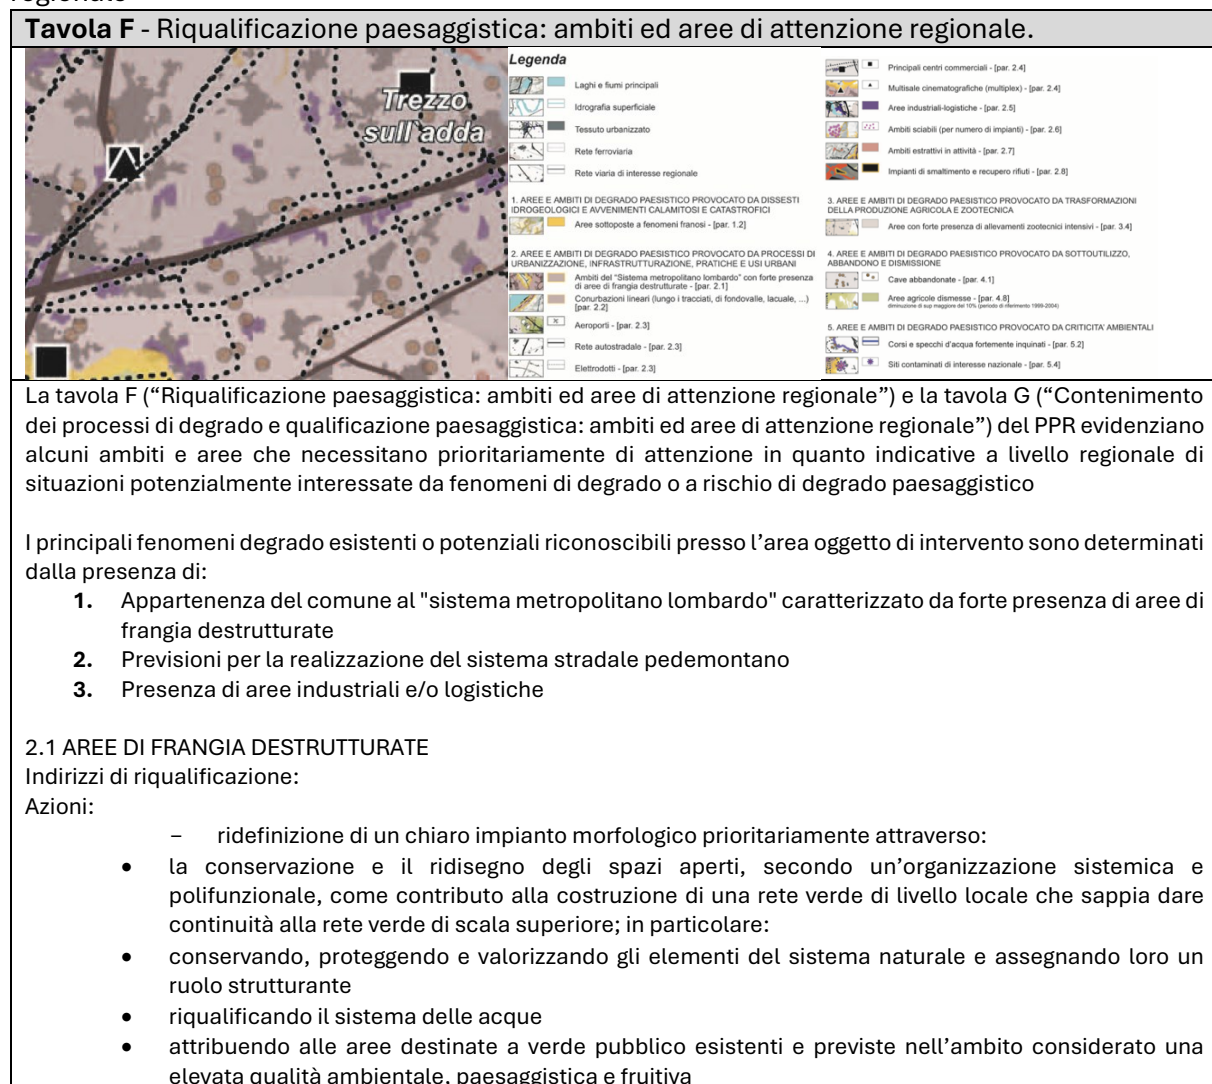 regionale
Tavola F - Riqualificazione paesaggistica: ambiti ed aree di attenzione regionale.
Trezzo
sull`adda
Legenda
Laghi e fiumi principali
Idrografia superficiale
Tessuto urbanizzato
Rete ferroviaria
Rete viaria di interesse regionale
1. AREE E AMBITI DI DEGRADO PAESISTICO PROVOCATO DA DISSESTI
IDROGEOLOGICI E AVVENIMENTI CALAMITOSI E CATASTROFICI
Aree sottoposte a fenomeni franosi - [par. 1.2]
2. AREE E AMBITI DI DEGRADO PAESISTICO PROVOCATO DA PROCESSI DI
URBANIZZAZIONE, INFRASTRUTTURAZIONE, PRATICHE E USI URBANI
Ambiti del "Sistema metropolitano lombardo" con forte presenza
di aree di frangia destrutturate - [par. 2.1]
Conurbazioni lineari (lungo i tracciati, di fondovalle, lacuale, ...)
[par. 2.2]
Aeroporti - [par. 2.3]
Rete autostradale - [par. 2.3]
Elettrodotti - [par. 2.3]
Principali centri commerciali - [par. 2.4]
Multisale cinematografiche (multiplex) - [par. 2.4]
Aree industriali-logistiche - [par. 2.5]
Ambiti sciabili (per numero di impianti) - [par. 2.6]
Ambiti estrattivi in attività - [par. 2.7]
Impianti di smaltimento e recupero rifiuti - [par. 2.8]
3. AREE E AMBITI DI DEGRADO PAESISTICO PROVOCATO DA TRASFORMAZIONI
DELLA PRODUZIONE AGRICOLA E ZOOTECNICA
Aree con forte presenza di allevamenti zootecnici intensivi - [par. 3.4]
4. AREE E AMBITI DI DEGRADO PAESISTICO PROVOCATO DA SOTTOUTILIZZO,
ABBANDONO E DISMISSIONE
Cave abbandonate - [par. 4.1]
Aree agricole dismesse - [par. 4.8]
diminuzione di sup maggiore del 10% (periodo di riferimento 1999-2004)
5. AREE E AMBITI DI DEGRADO PAESISTICO PROVOCATO DA CRITICITA' AMBIENTALI
Corsi e specchi d'acqua fortemente inquinati - [par. 5.2]
Siti contaminati di interesse nazionale - [par. 5.4]
La tavola F (“Riqualificazione paesaggistica: ambiti ed aree di attenzione regionale”) e la tavola G (“Contenimento
dei processi di degrado e qualificazione paesaggistica: ambiti ed aree di attenzione regionale”) del PPR evidenziano
alcuni ambiti e aree che necessitano prioritariamente di attenzione in quanto indicative a livello regionale di
situazioni potenzialmente interessate da fenomeni di degrado o a rischio di degrado paesaggistico
I principali fenomeni degrado esistenti o potenziali riconoscibili presso l’area oggetto di intervento sono determinati
dalla presenza di:
1. Appartenenza del comune al "sistema metropolitano lombardo" caratterizzato da forte presenza di aree di
frangia destrutturate
2. Previsioni per la realizzazione del sistema stradale pedemontano
3. Presenza di aree industriali e/o logistiche
2.1 AREE DI FRANGIA DESTRUTTURATE
Indirizzi di riqualificazione:
Azioni:
– ridefinizione di un chiaro impianto morfologico prioritariamente attraverso:
• la conservazione e il ridisegno degli spazi aperti, secondo un’organizzazione sistemica e
polifunzionale, come contributo alla costruzione di una rete verde di livello locale che sappia dare
continuità alla rete verde di scala superiore; in particolare:
• conservando, proteggendo e valorizzando gli elementi del sistema naturale e assegnando loro un
ruolo strutturante
• riqualificando il sistema delle acque
• attribuendo alle aree destinate a verde pubblico esistenti e previste nell’ambito considerato una
elevata qualità ambientale, paesaggistica e fruitiva